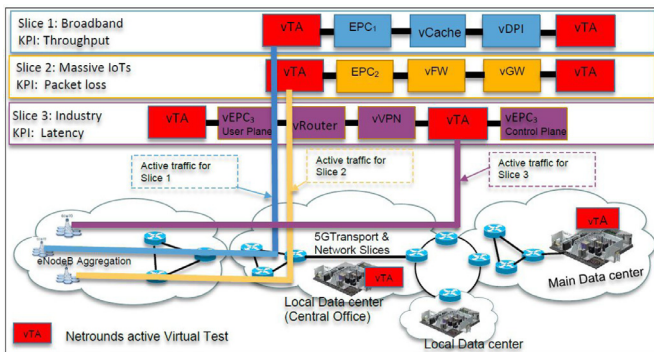 Slice 1: Broadband
KPI: Throughput
vTA
EPC1
vCache
vDPI
vTA
Slice 2: Massive IoTs
KPI: Packet loss
vTA
EPC2
vFW
vGW
vTA
Slice 3: Industry
KPI: Latency
vTA
vEPC3
User Plane
vRouter
vVPN
vTA
vEPC3
Control Plane
Active traffic for
Slice 1
Active traffic for
Slice 2
Active traffic for
Slice 3
eNodeB Aggregation
5GTransport &
Network Slices
vTA
Local Data center
(Central Office)
vTA
Main Data center
Local Data center
vTA
Netrounds active Virtual Test